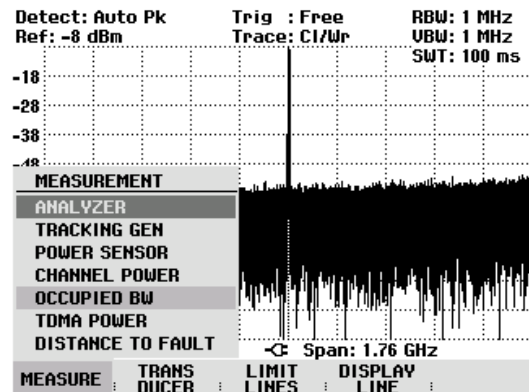 Detect: Auto Pk Trig : Free RBW: 1 MHz
Ref: -8 dBm Trace: Cl/Wr VBW: 1 MHz
SWT: 100 ms
-18
-28
-38
-48
MEASUREMENT
ANALYZER
TRACKING GEN
POWER SENSOR
CHANNEL POWER
OCCUPIED BW
TDMA POWER
DISTANCE TO FAULT
Span: 1.76 GHz
MEASURE TRANS DUCER LIMIT LINES DISPLAY LINE